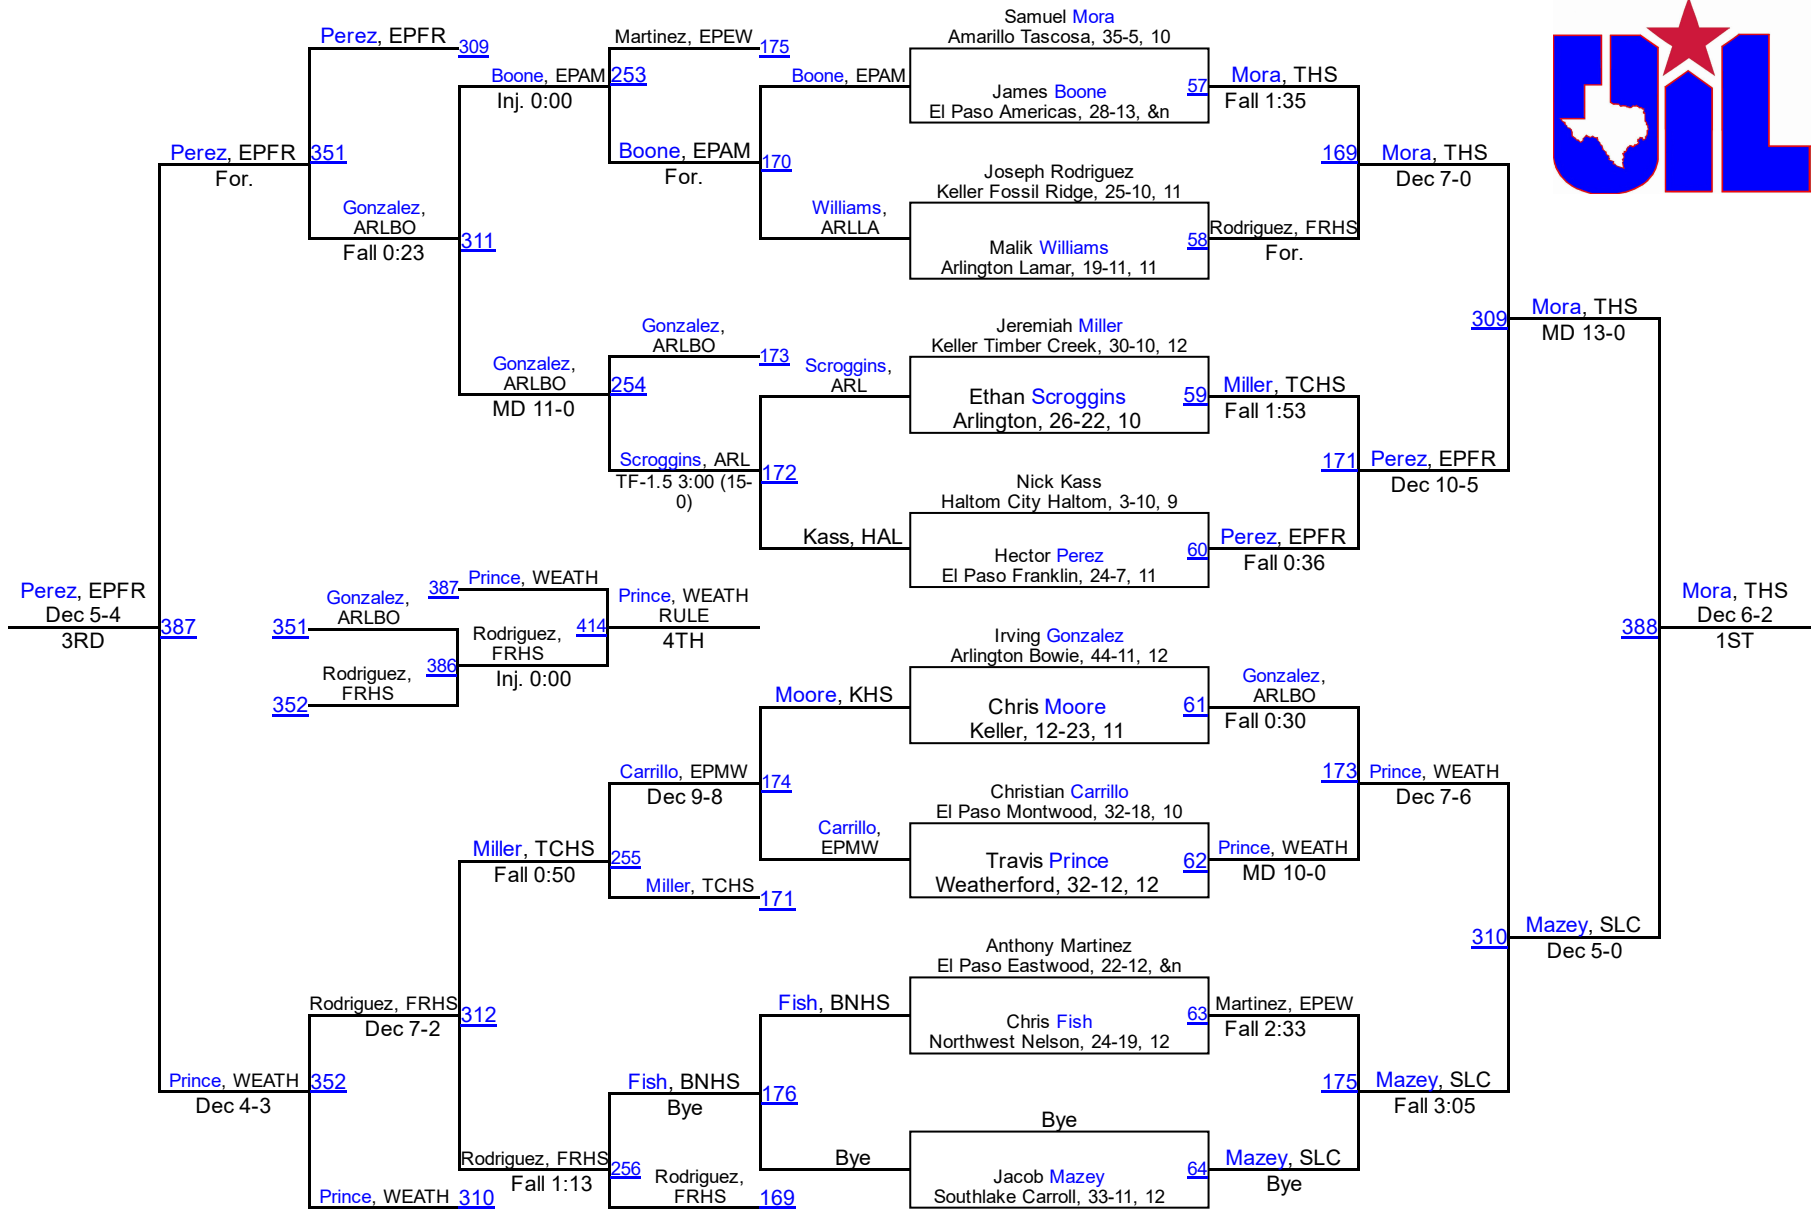 Samuel Mora
Amarillo Tascosa, 35-5, 10
Perez, EPFR
309
Martinez, EPEW
175
Boone, EPAM
253
Inj. 0:00
Boone, EPAM
James Boone
El Paso Americas, 28-13, &n
57
Mora, THS
Fall 1:35
UIL
Perez, EPFR
351
For.
Boone, EPAM
170
For.
169
Mora, THS
Dec 7-0
Joseph Rodriguez
Keller Fossil Ridge, 25-10, 11
Gonzalez,
ARLBO
Fall 0:23
311
Williams,
ARLLA
Malik Williams
Arlington Lamar, 19-11, 11
58
Rodriguez, FRHS
For.
Gonzalez,
ARLBO
173
Jeremiah Miller
Keller Timber Creek, 30-10, 12
309
Mora, THS
MD 13-0
Gonzalez,
ARLBO
MD 11-0
254
Scroggins,
ARL
Ethan Scroggins
Arlington, 26-22, 10
59
Miller, TCHS
Fall 1:53
Scroggins, ARL
TF-1.5 3:00 (15-
0)
172
171
Perez, EPFR
Dec 10-5
Nick Kass
Haltom City Haltom, 3-10, 9
Kass, HAL
Hector Perez
El Paso Franklin, 24-7, 11
60
Perez, EPFR
Fall 0:36
Perez, EPFR
Dec 5-4
3RD
387
351
Gonzalez,
ARLBO
387
Prince, WEATH
Rodriguez,
FRHS
Inj. 0:00
414
Prince, WEATH
RULE
4TH
352
Rodriguez,
FRHS
386
388
Mora, THS
Dec 6-2
1ST
Irving Gonzalez
Arlington Bowie, 44-11, 12
Moore, KHS
Chris Moore
Keller, 12-23, 11
61
Gonzalez,
ARLBO
Fall 0:30
Carrillo, EPMW
Dec 9-8
174
173
Prince, WEATH
Dec 7-6
Christian Carrillo
El Paso Montwood, 32-18, 10
Miller, TCHS
Fall 0:50
255
Carrillo,
EPMW
Travis Prince
Weatherford, 32-12, 12
62
Prince, WEATH
MD 10-0
Miller, TCHS
171
310
Mazey, SLC
Dec 5-0
Anthony Martinez
El Paso Eastwood, 22-12, &n
Rodriguez, FRHS
Dec 7-2
312
Fish, BNHS
Chris Fish
Northwest Nelson, 24-19, 12
63
Martinez, EPEW
Fall 2:33
Prince, WEATH
Dec 4-3
352
Fish, BNHS
Bye
176
175
Mazey, SLC
Fall 3:05
Bye
Rodriguez, FRHS
Fall 1:13
256
Bye
Jacob Mazey
Southlake Carroll, 33-11, 12
64
Mazey, SLC
Bye
Prince, WEATH
310
Rodriguez,
FRHS
169